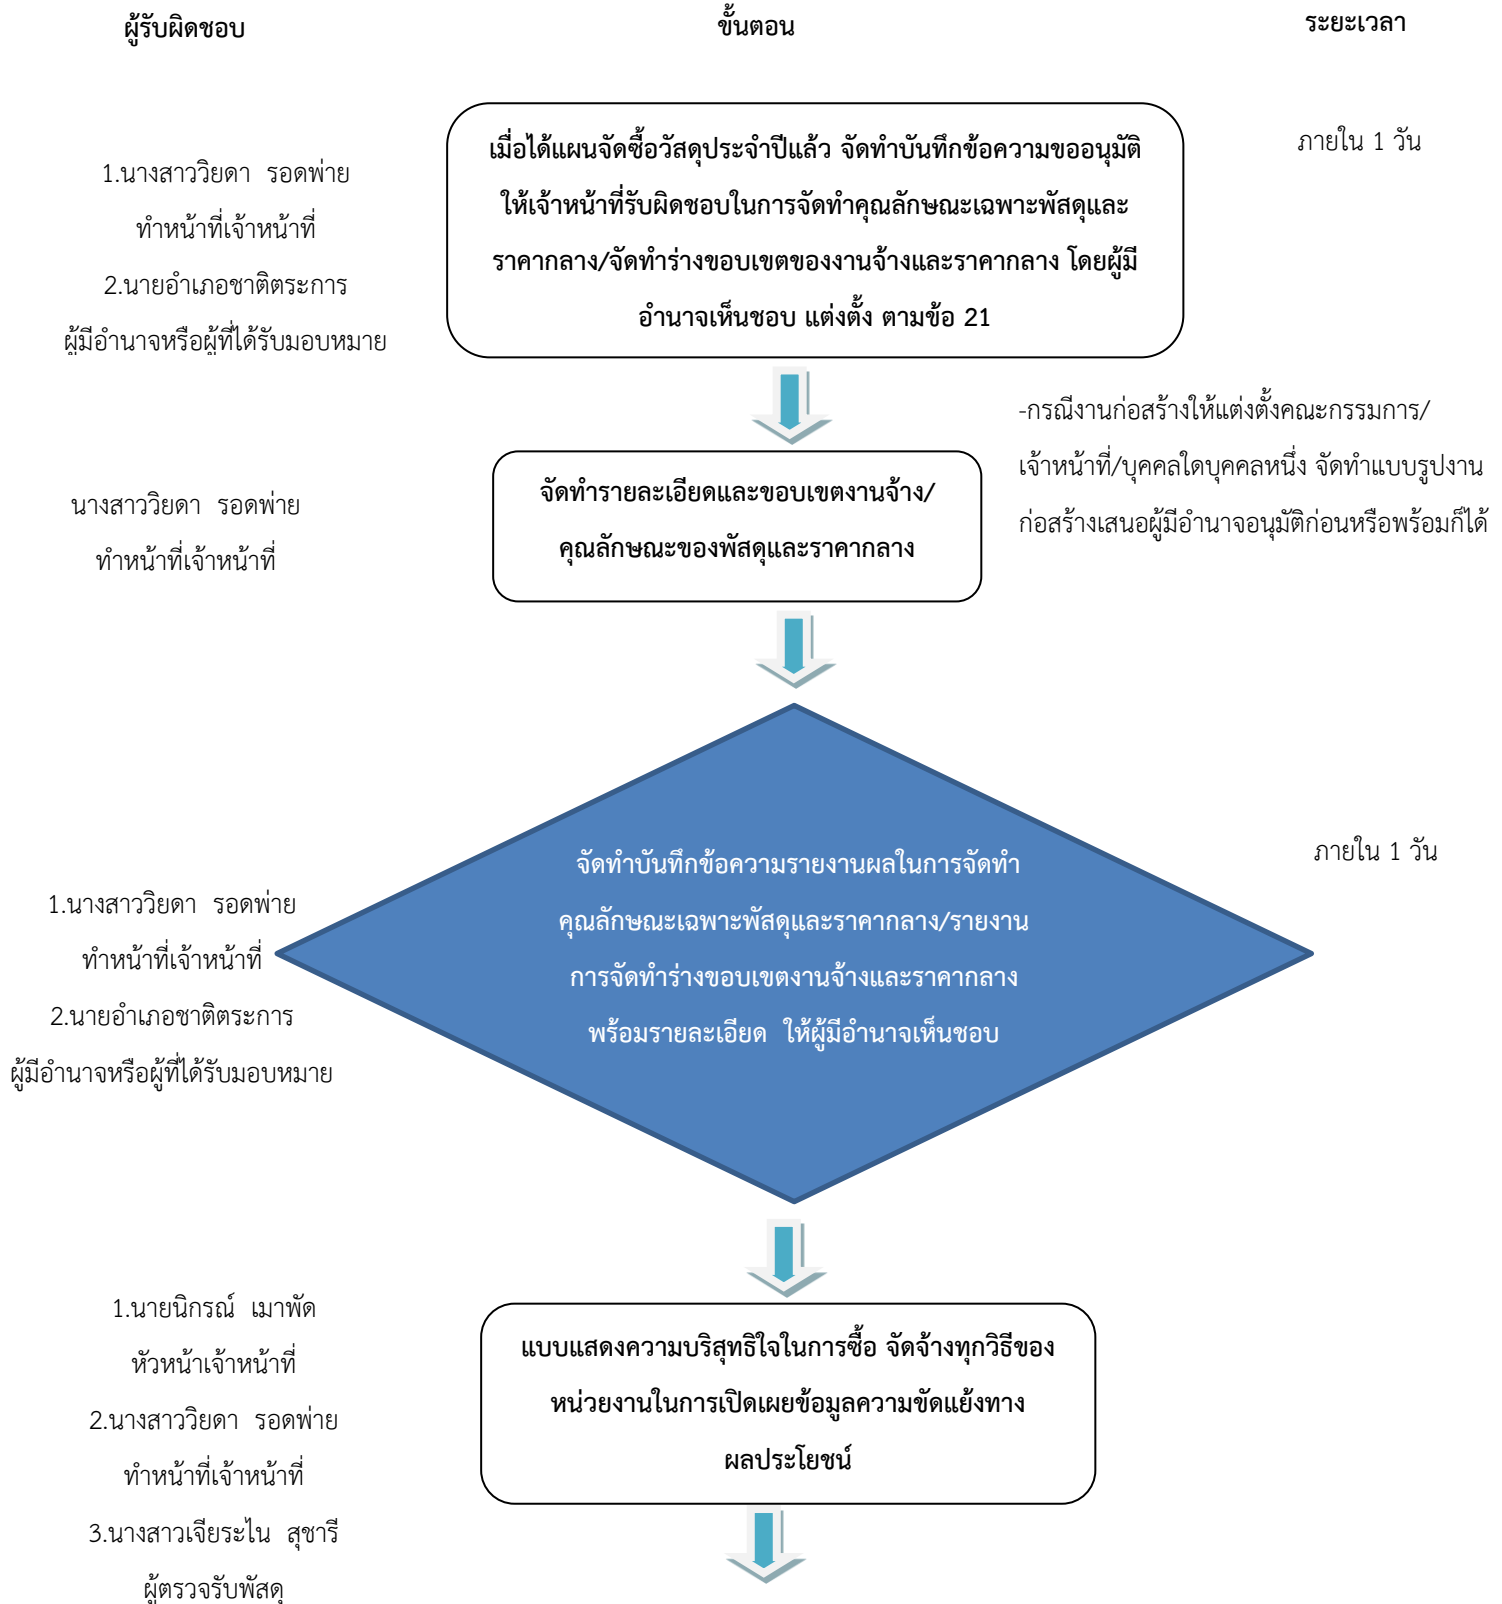 ผู้รับผิดชอบ
ขั้นตอน
ระยะเวลา
1.นางสาววิยดา รอดพ่าย
ทำหน้าที่เจ้าหน้าที่
2.นายอำเภอชาติตระการ
ผู้มีอำนาจหรือผู้ที่ได้รับมอบหมาย
เมื่อได้แผนจัดซื้อวัสดุประจำปีแล้ว จัดทำบันทึกข้อความขออนุมัติ
ให้เจ้าหน้าที่รับผิดชอบในการจัดทำคุณลักษณะเฉพาะพัสดุและ
ราคากลาง/จัดทำร่างขอบเขตของงานจ้างและราคากลาง โดยผู้มี
อำนาจเห็นชอบ แต่งตั้ง ตามข้อ 21
ภายใน 1 วัน
นางสาววิยดา รอดพ่าย
ทำหน้าที่เจ้าหน้าที่
จัดทำรายละเอียดและขอบเขตงานจ้าง/
คุณลักษณะของพัสดุและราคากลาง
-กรณีงานก่อสร้างให้แต่งตั้งคณะกรรมการ/
เจ้าหน้าที่/บุคคลใดบุคคลหนึ่ง จัดทำแบบรูปงาน
ก่อสร้างเสนอผู้มีอำนาจอนุมัติก่อนหรือพร้อมก็ได้
1.นางสาววิยดา รอดพ่าย
ทำหน้าที่เจ้าหน้าที่
2.นายอำเภอชาติตระการ
ผู้มีอำนาจหรือผู้ที่ได้รับมอบหมาย
จัดทำบันทึกข้อความรายงานผลในการจัดทำ
คุณลักษณะเฉพาะพัสดุและราคากลาง/รายงาน
การจัดทำร่างขอบเขตงานจ้างและราคากลาง
พร้อมรายละเอียด ให้ผู้มีอำนาจเห็นชอบ
ภายใน 1 วัน
1.นายนิกรณ์ เมาพัด
หัวหน้าเจ้าหน้าที่
2.นางสาววิยดา รอดพ่าย
ทำหน้าที่เจ้าหน้าที่
3.นางสาวเจียระไน สุชารี
ผู้ตรวจรับพัสดุ
แบบแสดงความบริสุทธิใจในการซื้อ จัดจ้างทุกวิธีของ
หน่วยงานในการเปิดเผยข้อมูลความขัดแย้งทาง
ผลประโยชน์